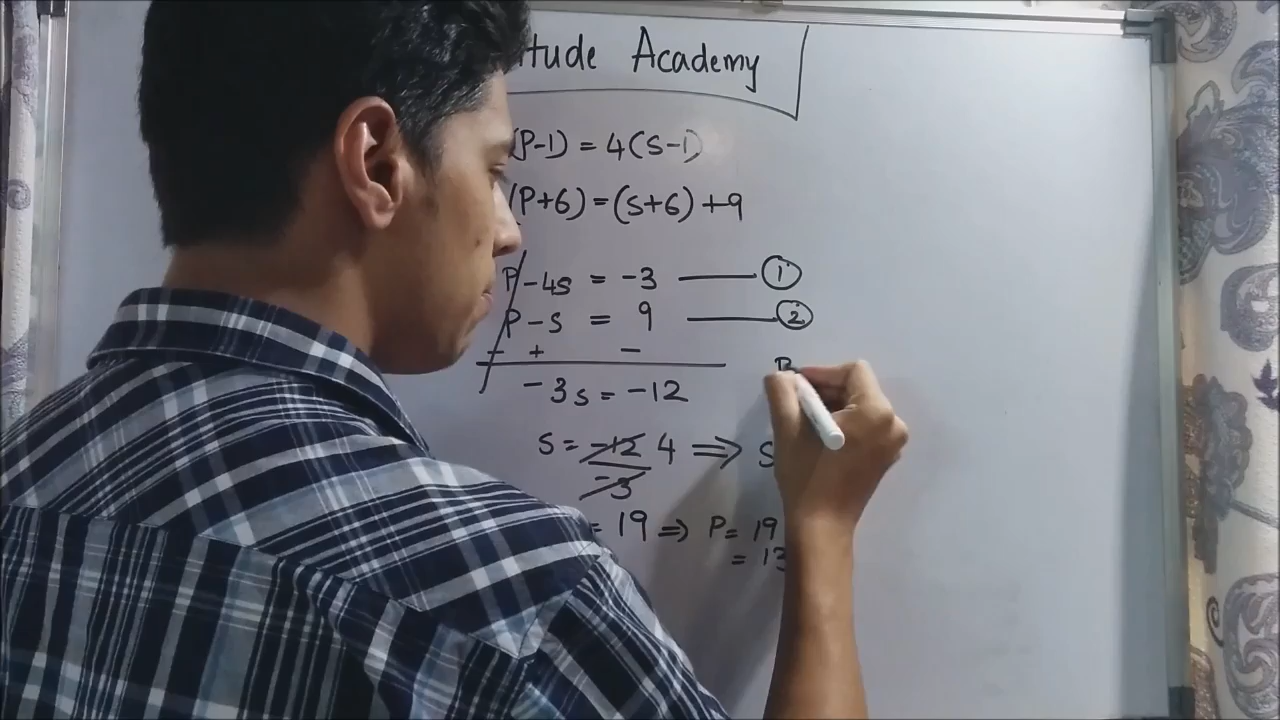 tude Academy
(P-1) = 4(S-1)
(P+6) = (S+6) +9
P-4S = -3 —— ①
P-S = 9 —— ②
- + -
-3S = -12
S = -12/-3 4 ⇒ S
= 19 ⇒ P = 19
= 13